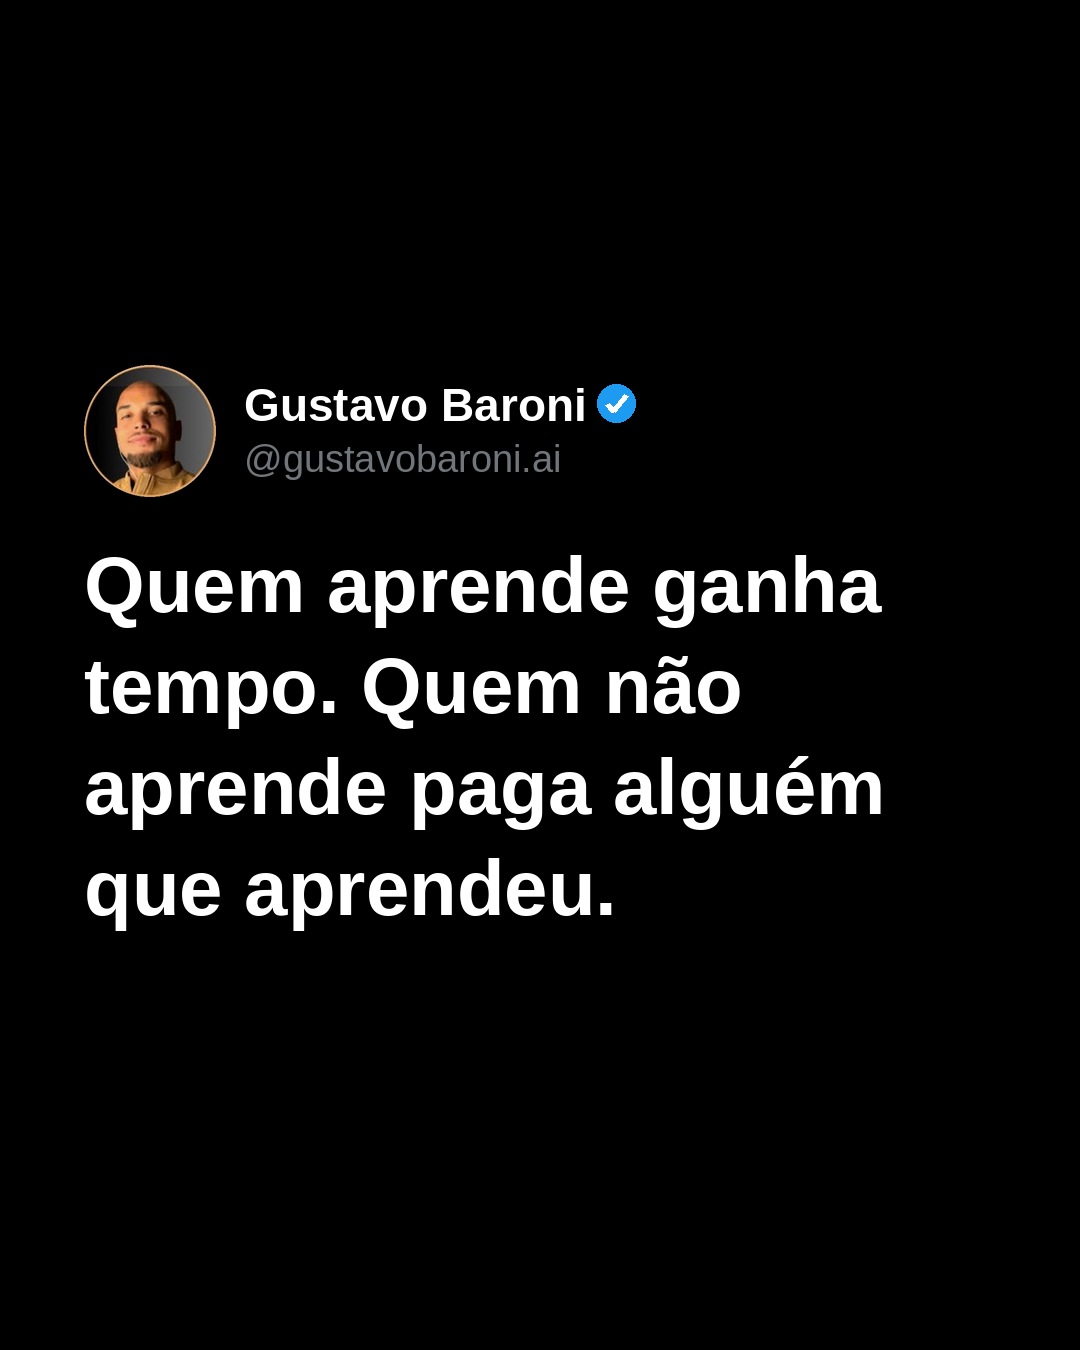 Gustavo Baroni
@gustavobaroni.ai
Quem aprende ganha
tempo. Quem não
aprende paga alguém
que aprendeu.